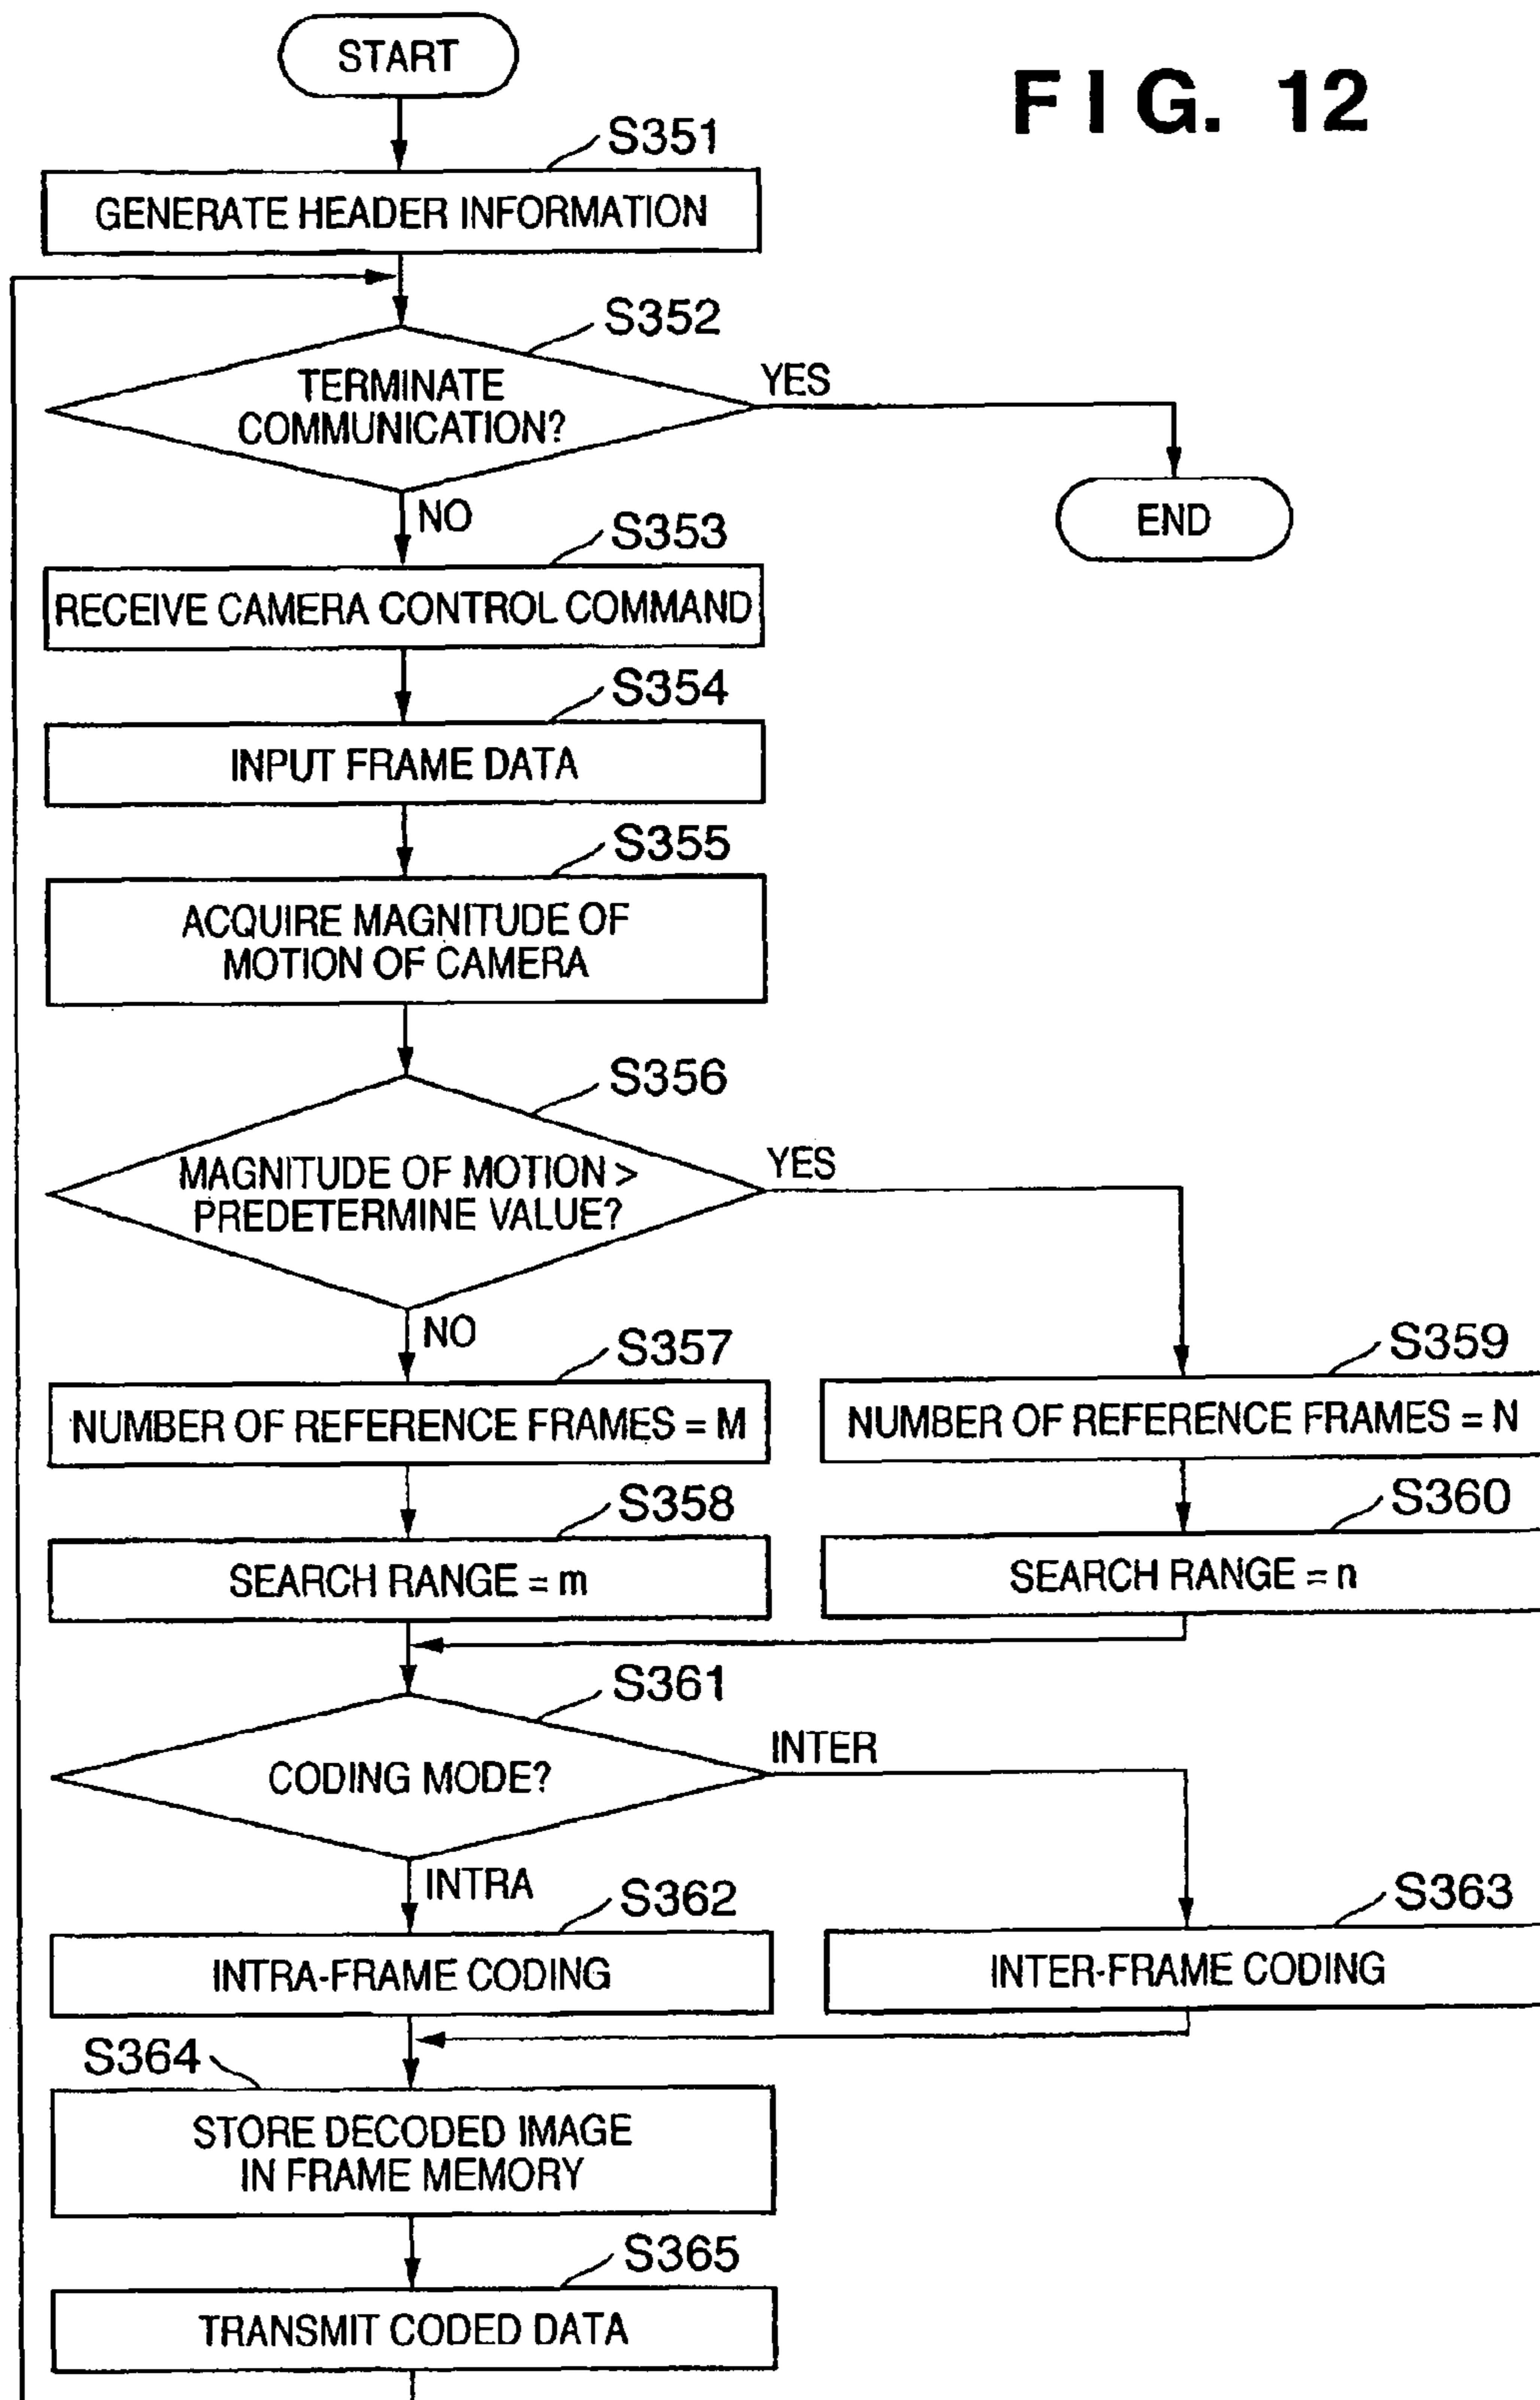 START
FIG. 12
S351
GENERATE HEADER INFORMATION
S352
TERMINATE
COMMUNICATION?
YES
END
NO
S353
RECEIVE CAMERA CONTROL COMMAND
S354
INPUT FRAME DATA
S355
ACQUIRE MAGNITUDE OF
MOTION OF CAMERA
S356
MAGNITUDE OF MOTION >
PREDETERMINE VALUE?
YES
NO
S357
NUMBER OF REFERENCE FRAMES = M
S359
NUMBER OF REFERENCE FRAMES = N
S358
SEARCH RANGE = m
S360
SEARCH RANGE = n
S361
CODING MODE?
INTER
INTRA
S362
INTRA-FRAME CODING
S363
INTER-FRAME CODING
S364
STORE DECODED IMAGE
IN FRAME MEMORY
S365
TRANSMIT CODED DATA